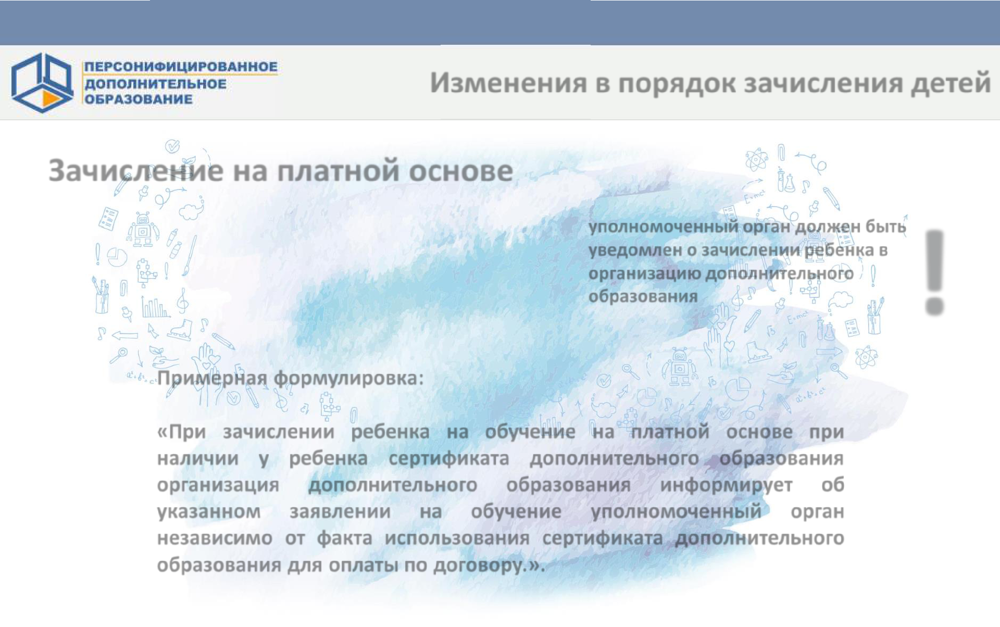 ПЕРСОНИФИЦИРОВАННОЕ
ДОПОЛНИТЕЛЬНОЕ
ОБРАЗОВАНИЕ
Изменения в порядок зачисления детей
Зачисление на платной основе
уполномоченный орган должен быть
уведомлен о зачислении ребенка в
организацию дополнительного
образования
!
Примерная формулировка:
«При зачислении ребенка на обучение на платной основе при
наличии у ребенка сертификата дополнительного образования
организация дополнительного образования информирует об
указанном заявлении на обучение уполномоченный орган
независимо от факта использования сертификата дополнительного
образования для оплаты по договору.».